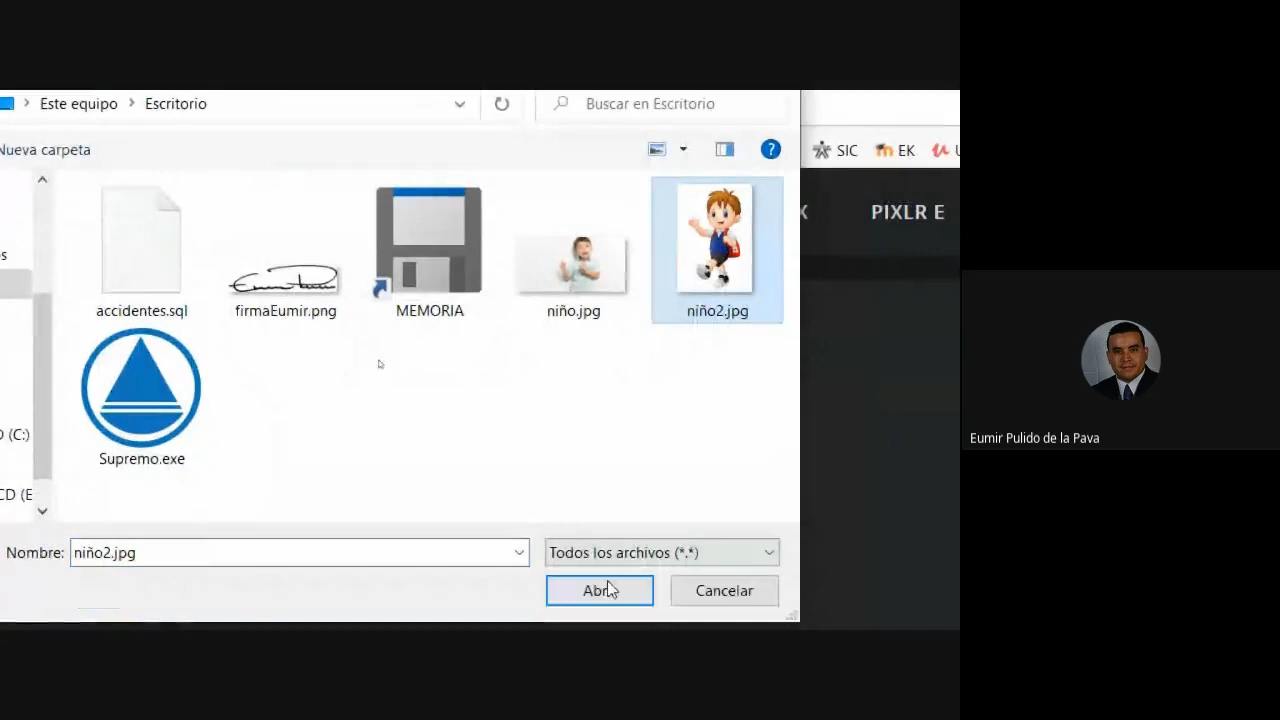 Este equipo > Escritorio
Buscar en Escritorio
Nueva carpeta
SIC
EK
X
PIXLR E
accidentes.sql
firmaEumir.png
MEMORIA
niño.jpg
niño2.jpg
Supremo.exe
(C:)
CD (E
Nombre:
niño2.jpg
Todos los archivos (*.*)
Cancelar
Eumir Pulido de la Pava